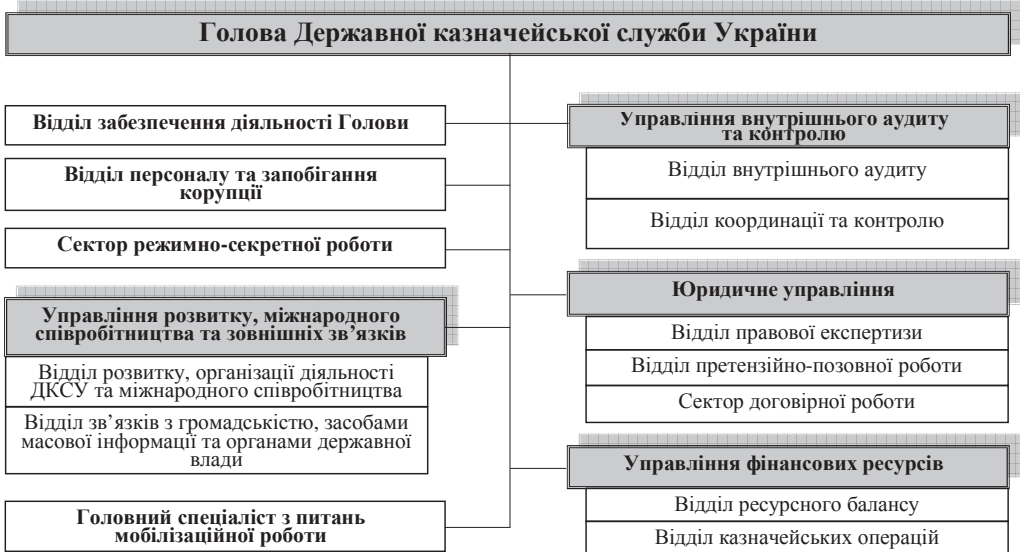 Голова Державної казначейської служби України
Відділ забезпечення діяльності Голови
Відділ персоналу та запобігання
корупції
Сектор режимно-секретної роботи
Управління розвитку, міжнародного
співробітництва та зовнішніх зв’язків
Відділ розвитку, організації діяльності
ДКСУ та міжнародного співробітництва
Відділ зв’язків з громадськістю, засобами
масової інформації та органами державної
влади
Головний спеціаліст з питань
мобілізаційної роботи
Управління внутрішнього аудиту
та контролю
Відділ внутрішнього аудиту
Відділ координації та контролю
Юридичне управління
Відділ правової експертизи
Відділ претензійно-позовної роботи
Сектор договірної роботи
Управління фінансових ресурсів
Відділ ресурсного балансу
Відділ казначейських операцій